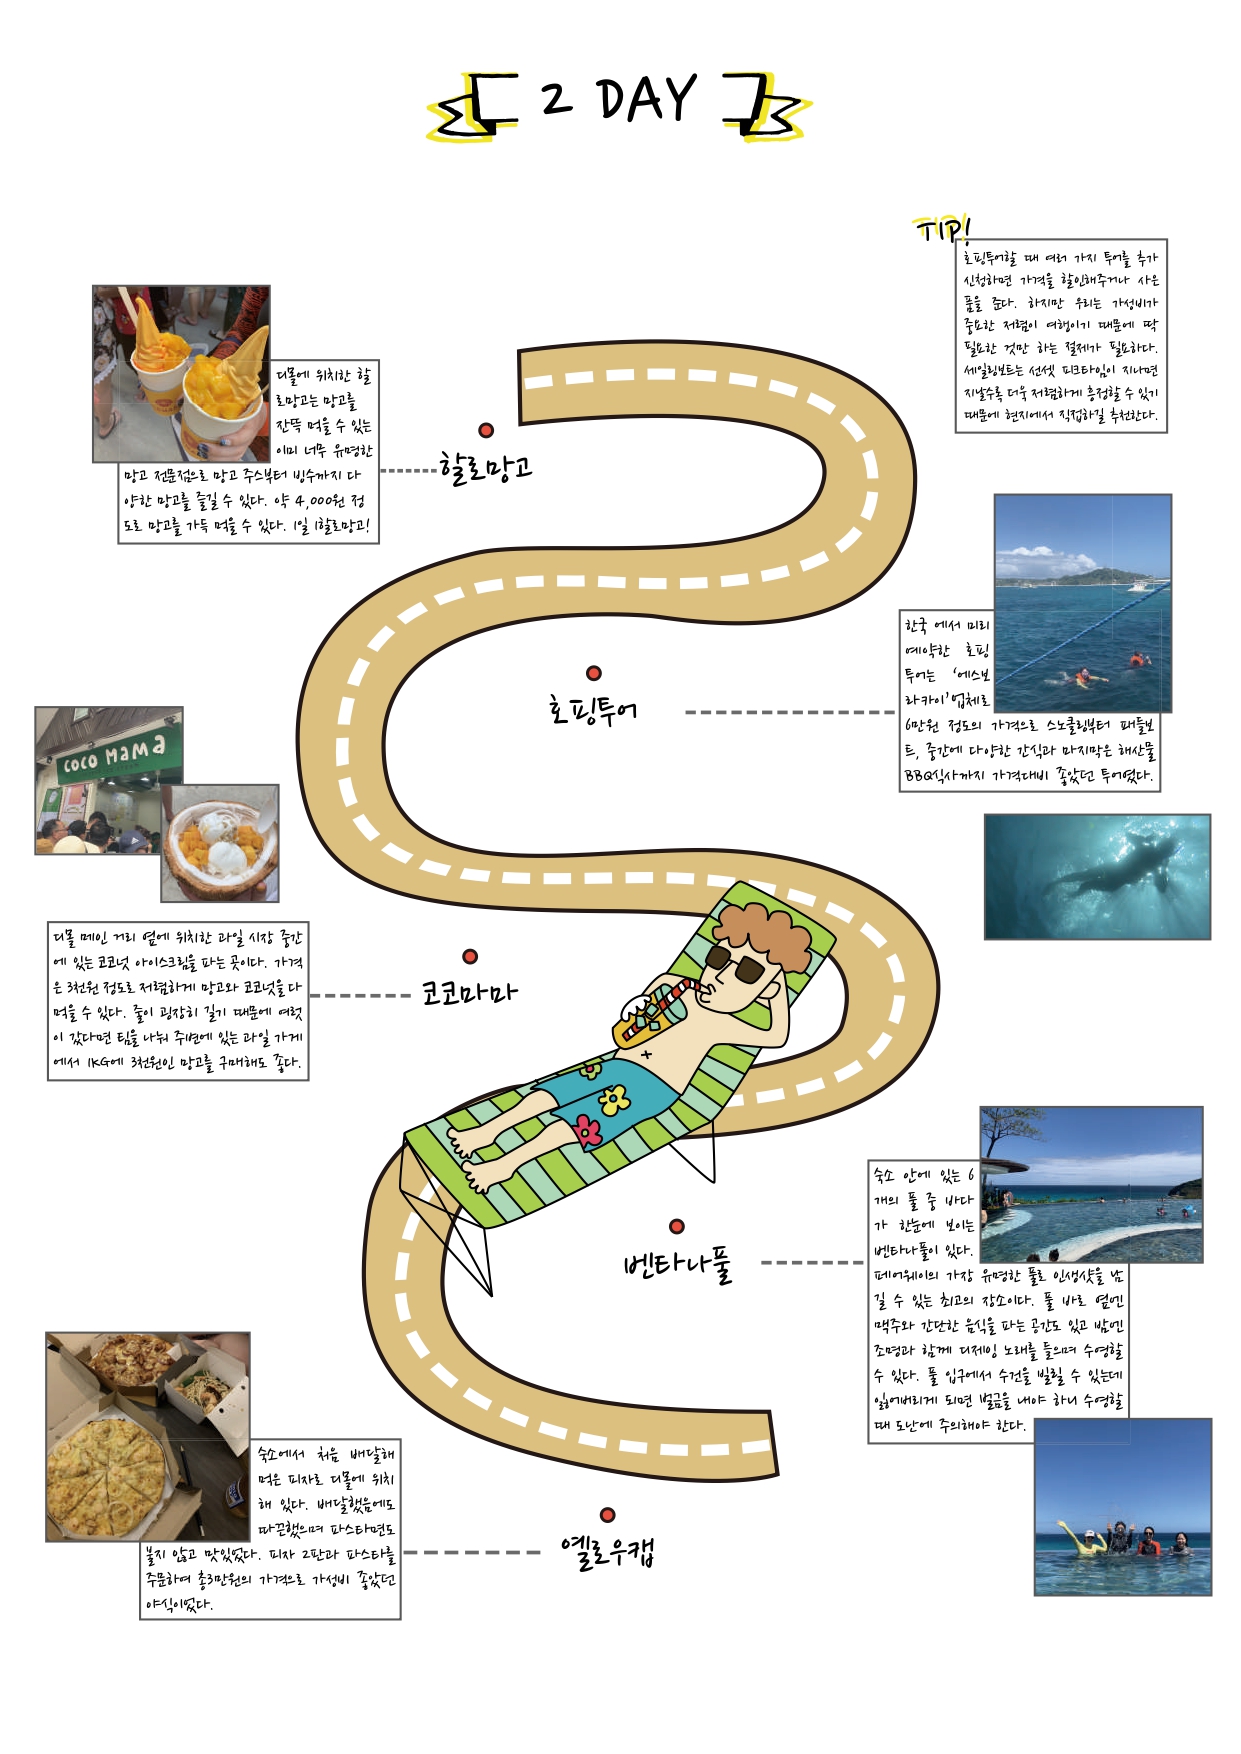 2 DAY
TIP!
호핑투어할 때 여러 가지 투어를 추가
신청하면 가격을 할인해주거나 사은
품을 준다. 하지만 우리는 가성비가
중요한 저렴이 여행이기 때문에 딱
필요한 것만 하는 절제가 필요하다.
세일링보트는 선셋 피크타임이 지나면
지날수록 더욱 저렴하게 흥정할 수 있기
때문에 현지에서 직접하길 추천한다.
디몰에 위치한 할
로망고는 망고를
잔뜩 먹을 수 있는
이미 너무 유명한
망고 전문점으로 망고 주스부터 빙수까지 다
양한 망고를 즐길 수 있다. 약 4,000원 정
도로 망고를 가득 먹을 수 있다. 1일 1할로망고!
할로망고
한국 에서 미리
예약한 호핑
투어는 '에스보
라카이'업체로
6만원 정도의 가격으로 스노클링부터 패들보
트, 중간에 다양한 간식과 마지막은 해산물
BBQ식사까지 가격대비 좋았던 투어였다.
호핑투어
COCO MAMA
디몰 메인 거리 옆에 위치한 과일 시장 중간
에 있는 코코넛 아이스크림을 파는 곳이다. 가격
은 3천원 정도로 저렴하게 망고와 코코넛을 다
먹을 수 있다. 줄이 굉장히 길기 때문에 여럿
이 갔다면 팀을 나눠 주변에 있는 과일 가게
에서 1KG에 3천원인 망고를 구매해도 좋다.
코코마마
숙소 안에 있는 6
개의 풀 중 바다
가 한눈에 보이는
벤타나풀이 있다.
페어웨이의 가장 유명한 풀로 인생샷을 남
길 수 있는 최고의 장소이다. 풀 바로 옆엔
맥주와 간단한 음식을 파는 공간도 있고 밤엔
조명과 함께 디제잉 노래를 들으며 수영할
수 있다. 풀 입구에서 수건을 빌릴 수 있는데
잃어버리게 되면 벌금을 내야 하니 수영할
때 도난에 주의해야 한다.
벤타나풀
숙소에서 처음 배달해
먹은 피자로 디몰에 위치
해 있다. 배달했음에도
따끈했으며 파스타면도
불지 않고 맛있었다. 피자 2판과 파스타를
주문하여 총3만원의 가격으로 가성비 좋았던
야식이었다.
옐로우캡